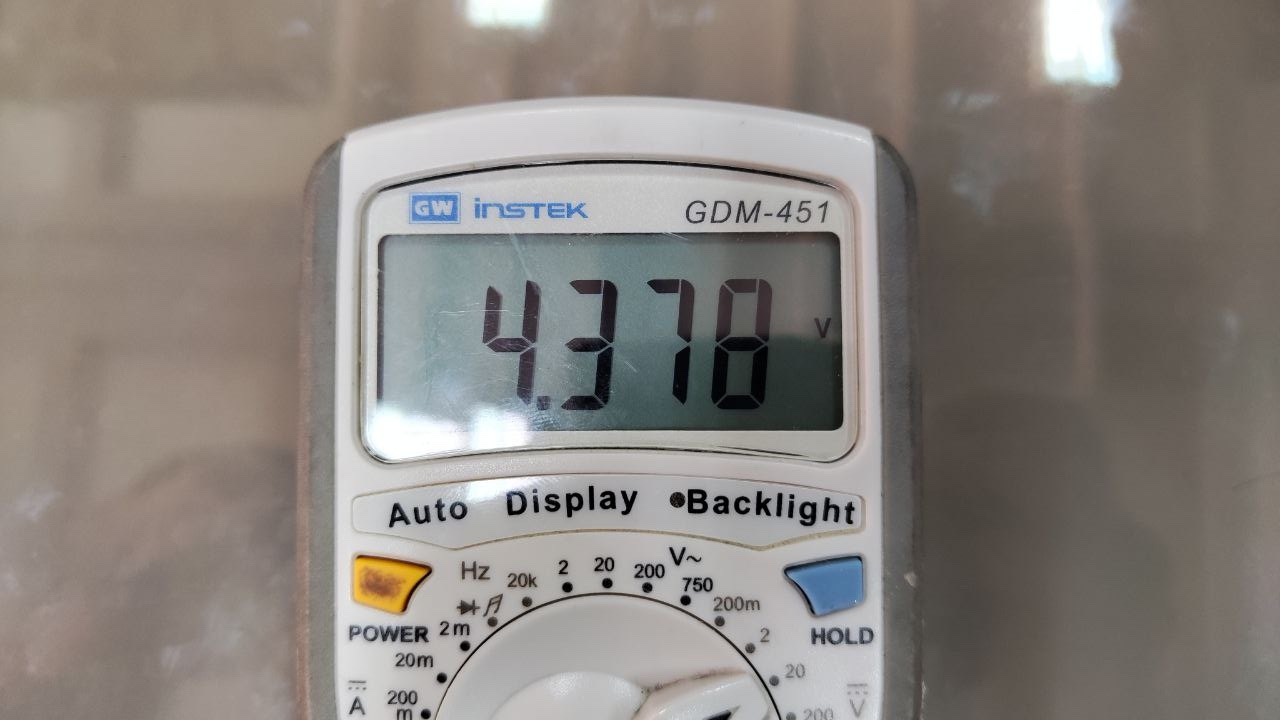 GW INSTEK GDM-451
4.378 V
Auto Display Backlight
Hz 20k 2 20 200 V~ 750 200m 2 20 200
POWER 2m 20m 200m A
HOLD
V